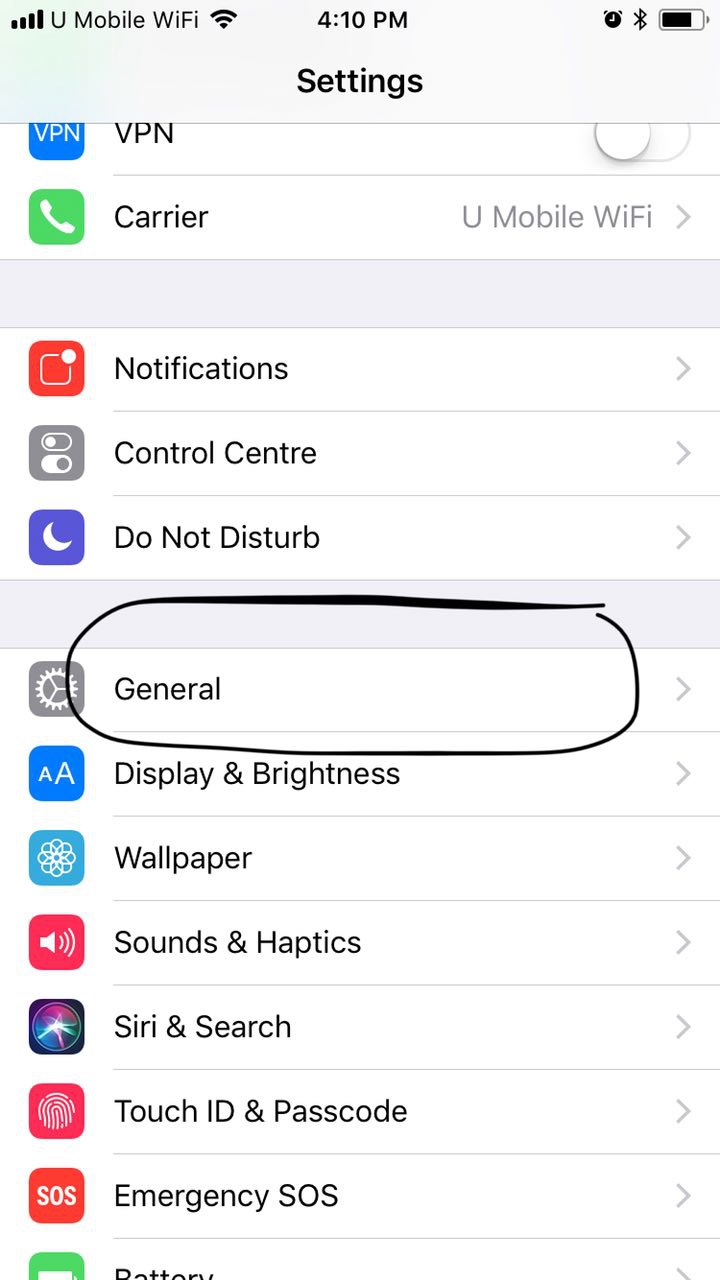 U Mobile WiFi 4:10 PM
Settings
VPN VPN
Carrier U Mobile WiFi
Notifications
Control Centre
Do Not Disturb
General
AA Display & Brightness
Wallpaper
Sounds & Haptics
Siri & Search
Touch ID & Passcode
SOS Emergency SOS
Battery